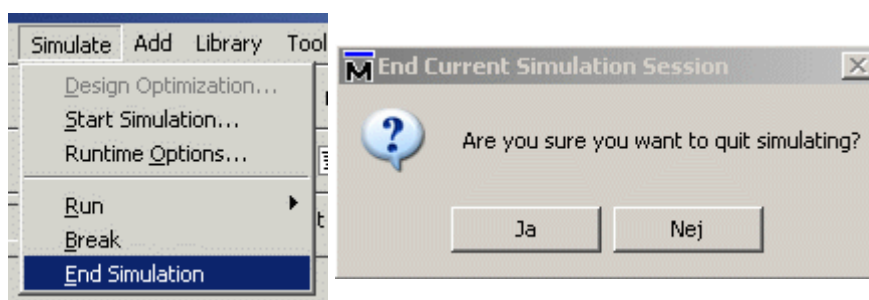 Simulate Add Library Tool
Design Optimization...
Start Simulation...
Runtime Options...
Run
Break
End Simulation
End Current Simulation Session
Are you sure you want to quit simulating?
Ja Nej